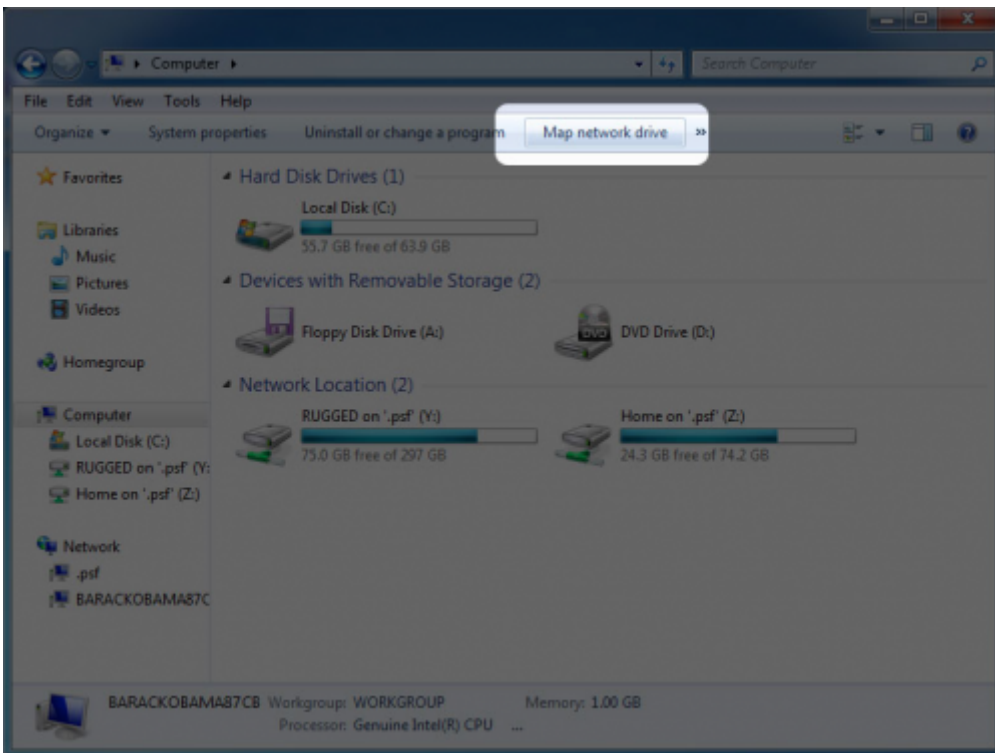 Computer
Search Computer
File Edit View Tools Help
Organize System properties Uninstall or change a program Map network drive »
Favorites
Libraries
Music
Pictures
Videos
Homegroup
Computer
Local Disk (C:)
RUGGED on '.psf' (Y:
Home on '.psf' (Z:)
Network
.psf
BARACKOBAMA87C
Hard Disk Drives (1)
Local Disk (C:)
55.7 GB free of 63.9 GB
Devices with Removable Storage (2)
Floppy Disk Drive (A:) DVD Drive (D:)
Network Location (2)
RUGGED on '.psf' (Y:) Home on '.psf' (Z:)
75.0 GB free of 297 GB 24.3 GB free of 74.2 GB
BARACKOBAMA87CB Workgroup: WORKGROUP Memory: 1.00 GB
Processor: Genuine Intel(R) CPU ...